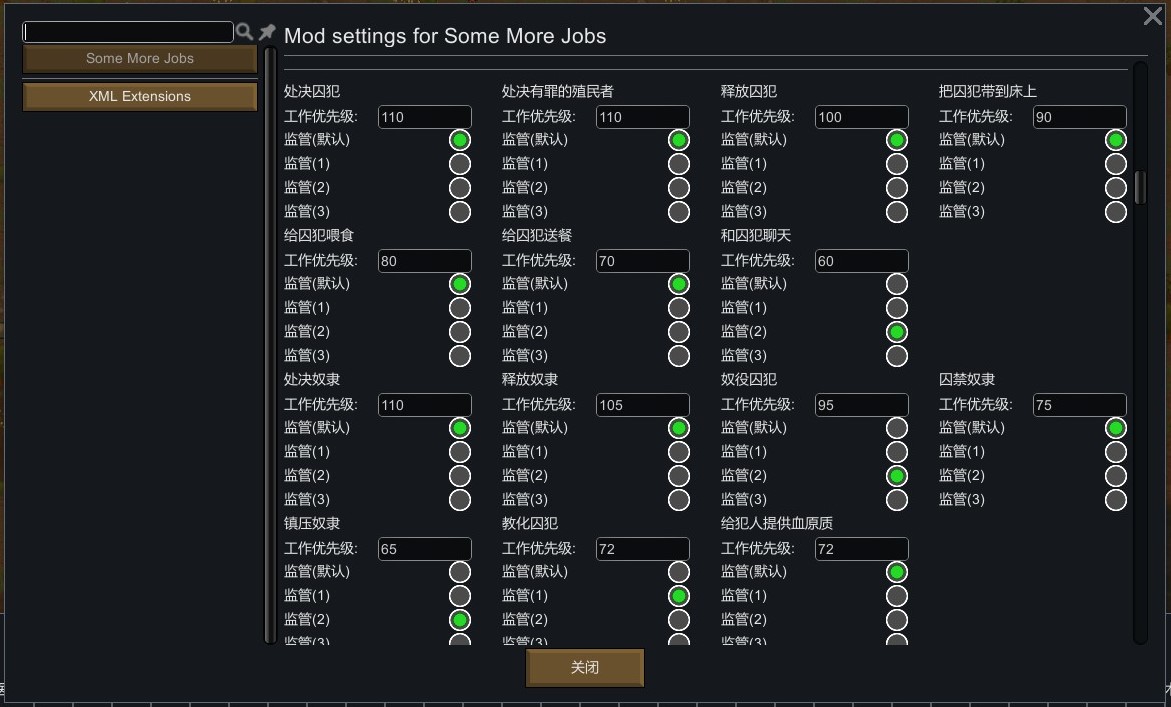 Mod settings for Some More Jobs
Some More Jobs
XML Extensions
处决囚犯 处决有罪的殖民者 释放囚犯 把囚犯带到床上
工作优先级: 110 工作优先级: 110 工作优先级: 100 工作优先级: 90
监管(默认) 监管(默认) 监管(默认) 监管(默认)
监管(1) 监管(1) 监管(1) 监管(1)
监管(2) 监管(2) 监管(2) 监管(2)
监管(3) 监管(3) 监管(3) 监管(3)
给囚犯喂食 给囚犯送餐 和囚犯聊天
工作优先级: 80 工作优先级: 70 工作优先级: 60
监管(默认) 监管(默认) 监管(默认)
监管(1) 监管(1) 监管(1)
监管(2) 监管(2) 监管(2)
监管(3) 监管(3) 监管(3)
处决奴隶 释放奴隶 奴役囚犯 囚禁奴隶
工作优先级: 110 工作优先级: 105 工作优先级: 95 工作优先级: 75
监管(默认) 监管(默认) 监管(默认) 监管(默认)
监管(1) 监管(1) 监管(1) 监管(1)
监管(2) 监管(2) 监管(2) 监管(2)
监管(3) 监管(3) 监管(3) 监管(3)
镇压奴隶 教化囚犯 给犯人提供血原质
工作优先级: 65 工作优先级: 72 工作优先级: 72
监管(默认) 监管(默认) 监管(默认)
监管(1) 监管(1) 监管(1)
监管(2) 监管(2) 监管(2)
监管(3) 监管(3) 监管(3)
关闭